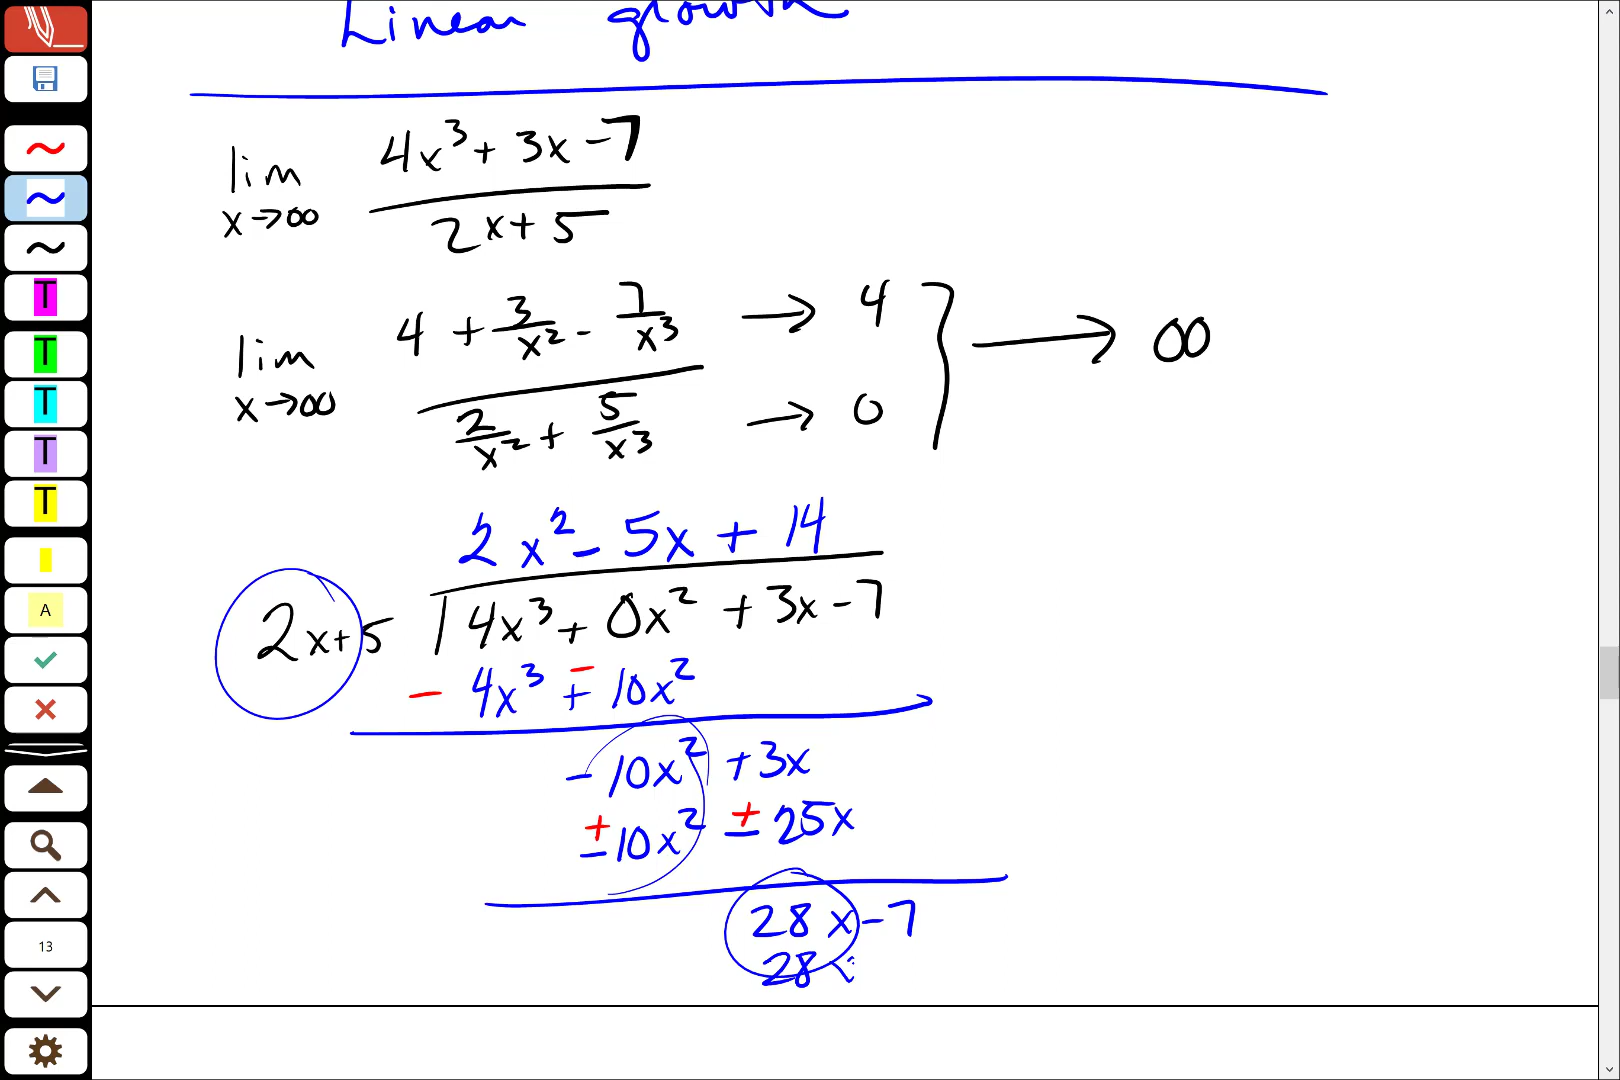 Linear growth
lim x→∞ (4x³ + 3x - 7) / (2x + 5)
lim x→∞ (4 + 3/x² - 7/x³) / (2/x² + 5/x³) → 4 → 0 } → ∞
2x² - 5x + 14
2x+5 | 4x³ + 0x² + 3x - 7
- 4x³ ∓ 10x²
- 10x² + 3x
± 10x² ± 25x
28x - 7
28x
T
T
T
T
T
A
13